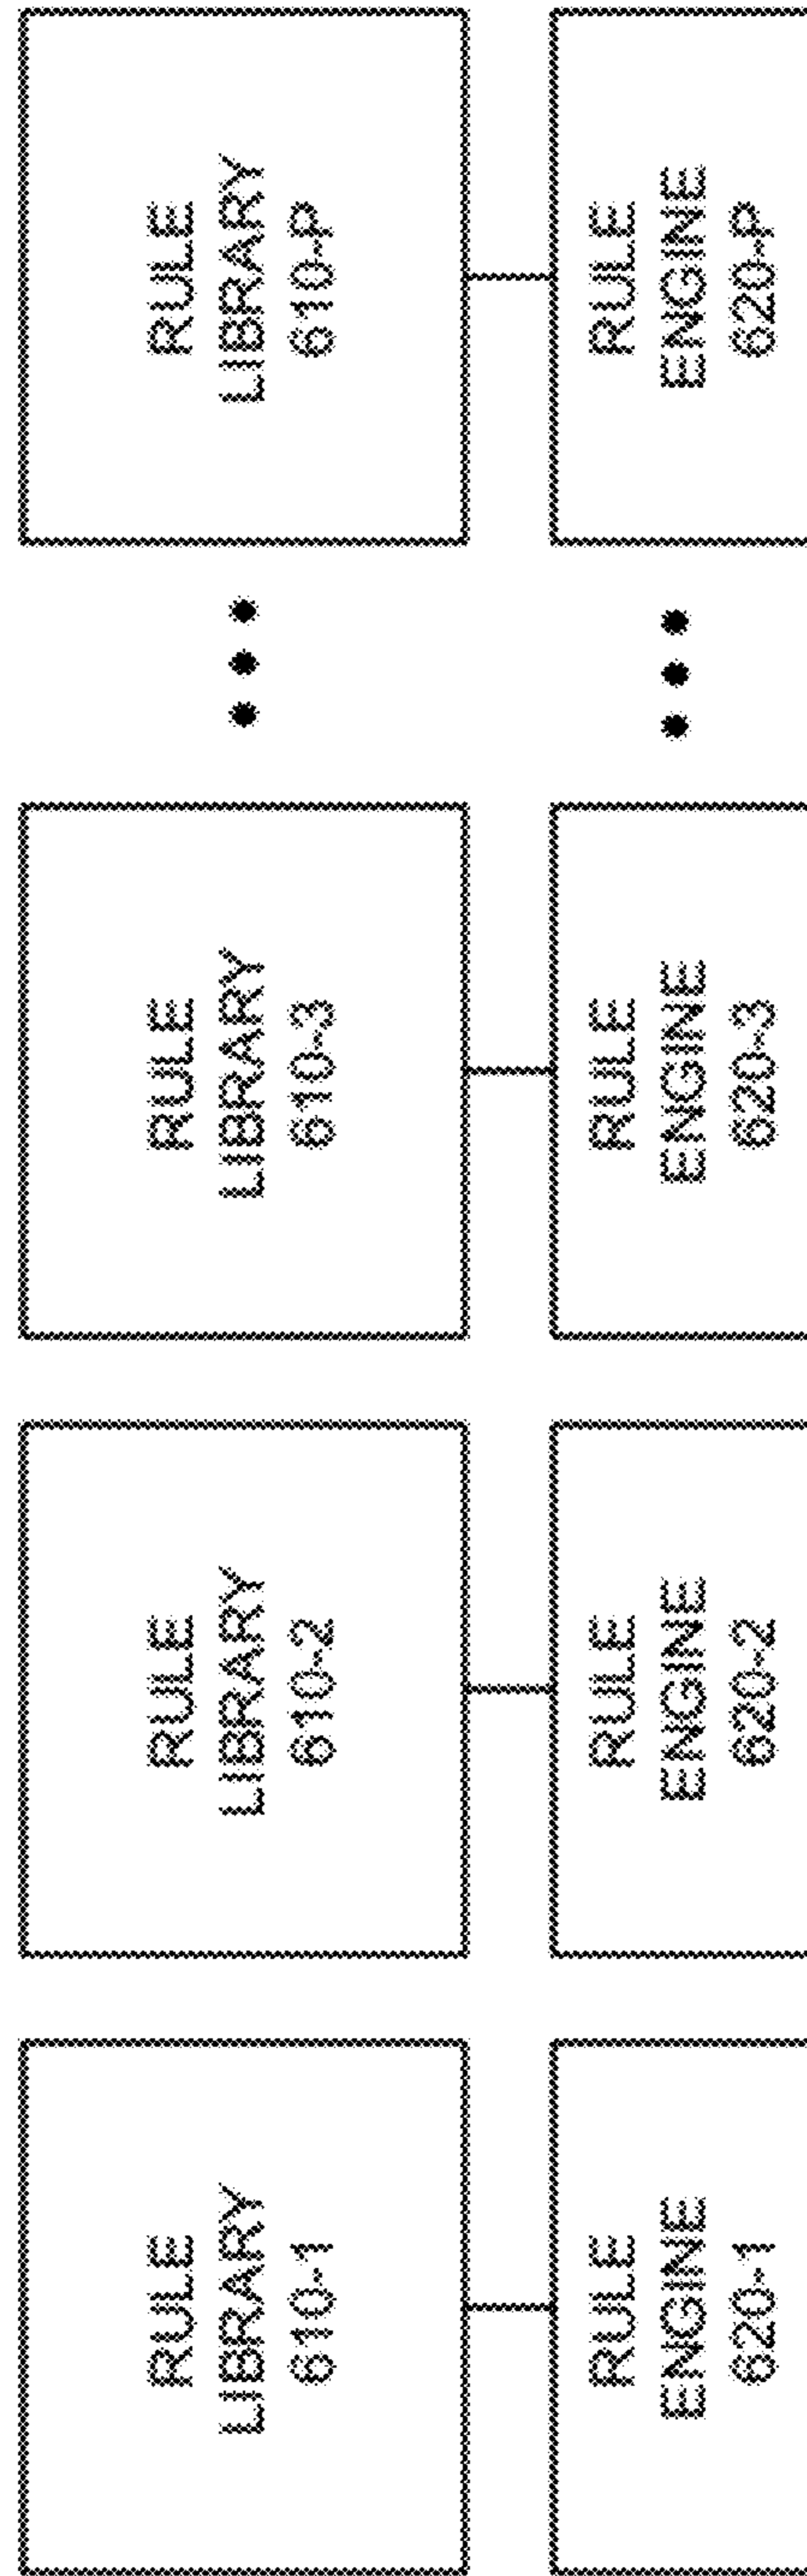 RULE
LIBRARY
610-1
RULE
LIBRARY
610-2
RULE
LIBRARY
610-3
RULE
LIBRARY
610-P
RULE
ENGINE
620-1
RULE
ENGINE
620-2
RULE
ENGINE
620-3
RULE
ENGINE
620-P